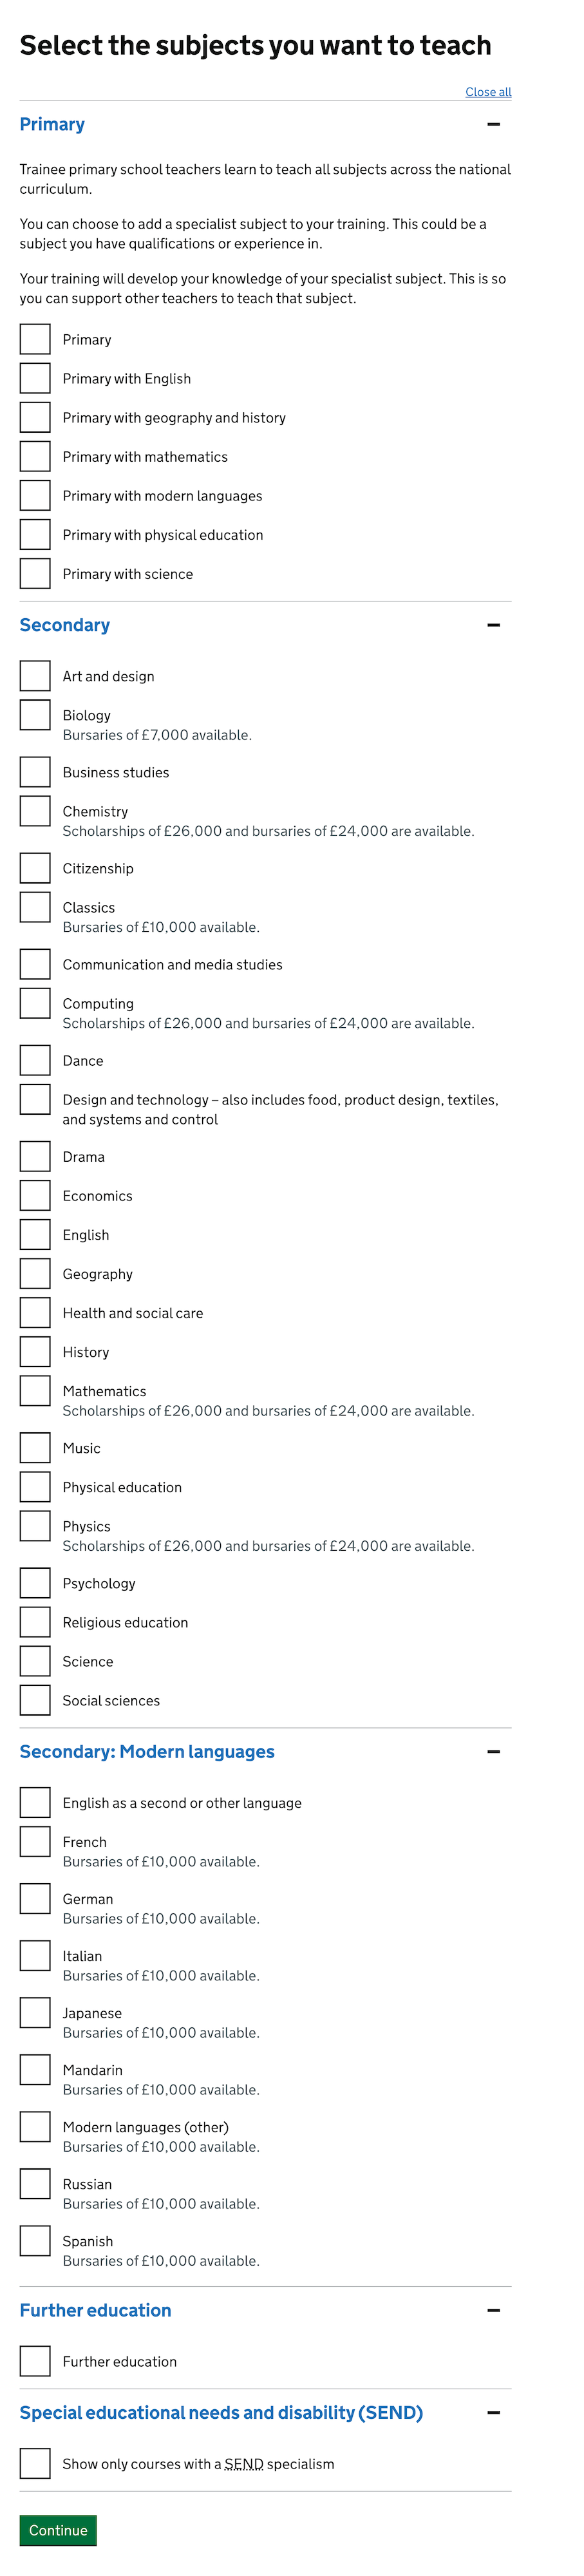 Select the subjects you want to teach
Close all
Primary
Trainee primary school teachers learn to teach all subjects across the national
curriculum.
You can choose to add a specialist subject to your training. This could be a
subject you have qualifications or experience in.
Your training will develop your knowledge of your specialist subject. This is so
you can support other teachers to teach that subject.
Primary
Primary with English
Primary with geography and history
Primary with mathematics
Primary with modern languages
Primary with physical education
Primary with science
Secondary
Art and design
Biology
Bursaries of £7,000 available.
Business studies
Chemistry
Scholarships of £26,000 and bursaries of £24,000 are available.
Citizenship
Classics
Bursaries of £10,000 available.
Communication and media studies
Computing
Scholarships of £26,000 and bursaries of £24,000 are available.
Dance
Design and technology – also includes food, product design, textiles,
and systems and control
Drama
Economics
English
Geography
Health and social care
History
Mathematics
Scholarships of £26,000 and bursaries of £24,000 are available.
Music
Physical education
Physics
Scholarships of £26,000 and bursaries of £24,000 are available.
Psychology
Religious education
Science
Social sciences
Secondary: Modern languages
English as a second or other language
French
Bursaries of £10,000 available.
German
Bursaries of £10,000 available.
Italian
Bursaries of £10,000 available.
Japanese
Bursaries of £10,000 available.
Mandarin
Bursaries of £10,000 available.
Modern languages (other)
Bursaries of £10,000 available.
Russian
Bursaries of £10,000 available.
Spanish
Bursaries of £10,000 available.
Further education
Further education
Special educational needs and disability (SEND)
Show only courses with a SEND specialism
Continue